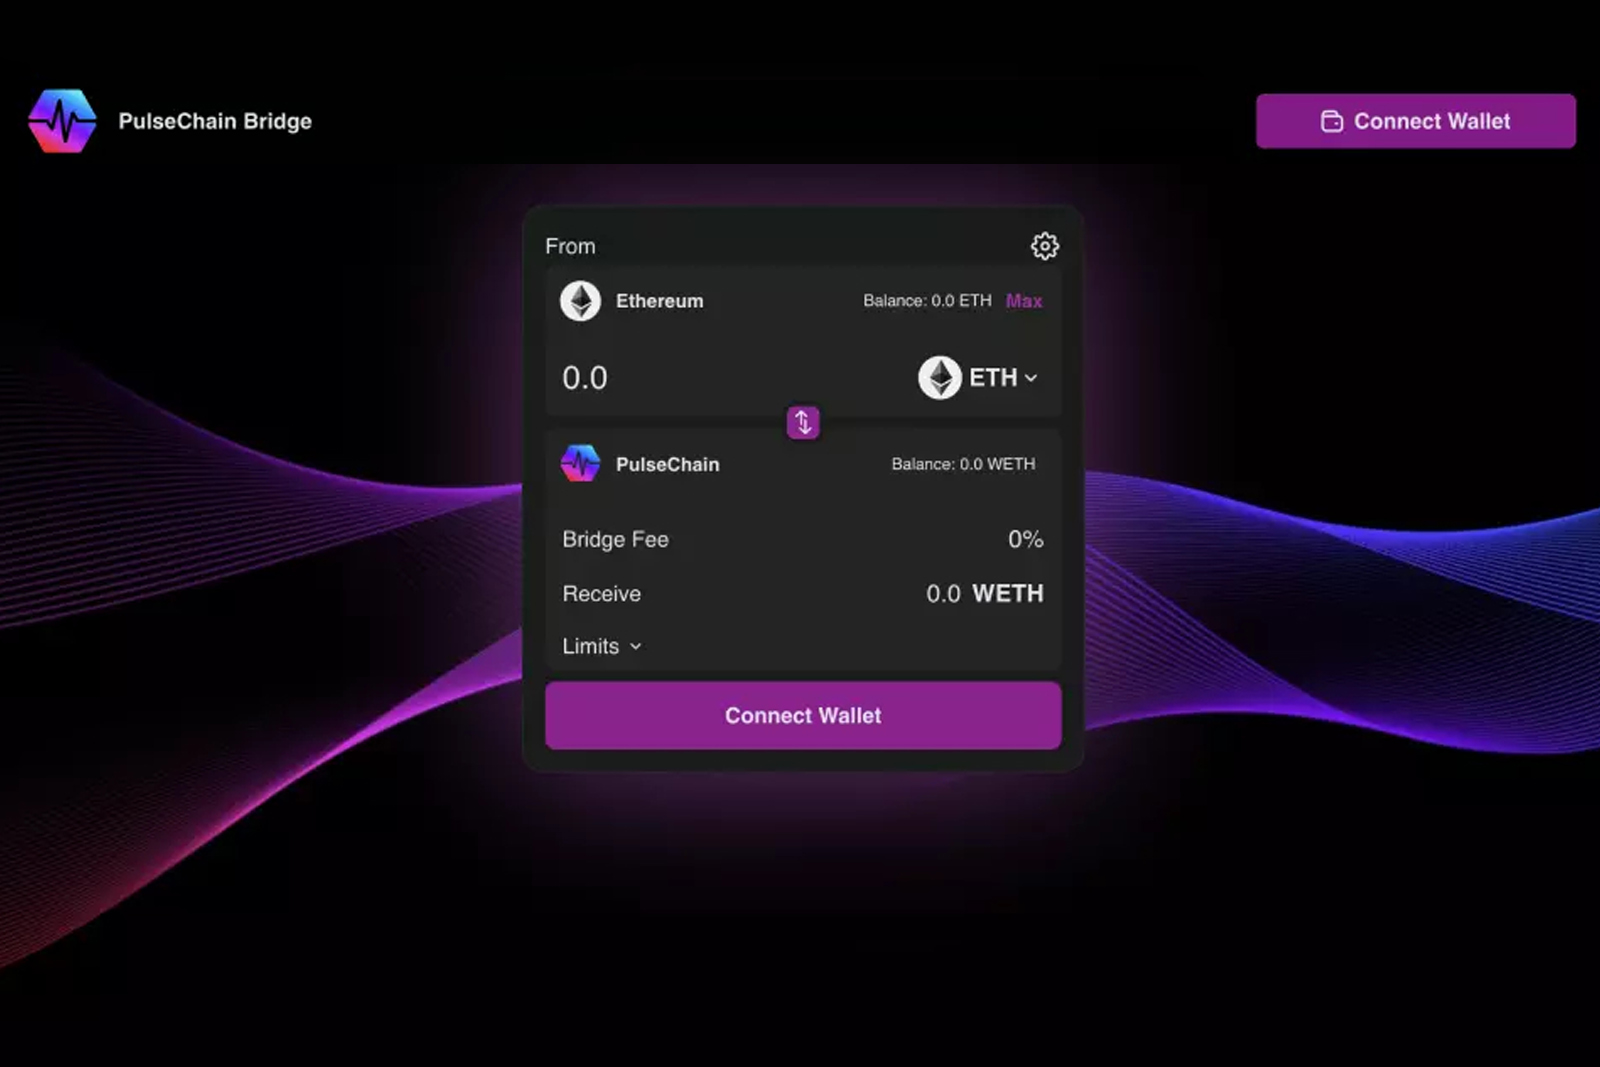 PulseChain Bridge
Connect Wallet
From
Ethereum
Balance: 0.0 ETH Max
0.0
ETH
PulseChain
Balance: 0.0 WETH
Bridge Fee
0%
Receive
0.0 WETH
Limits
Connect Wallet